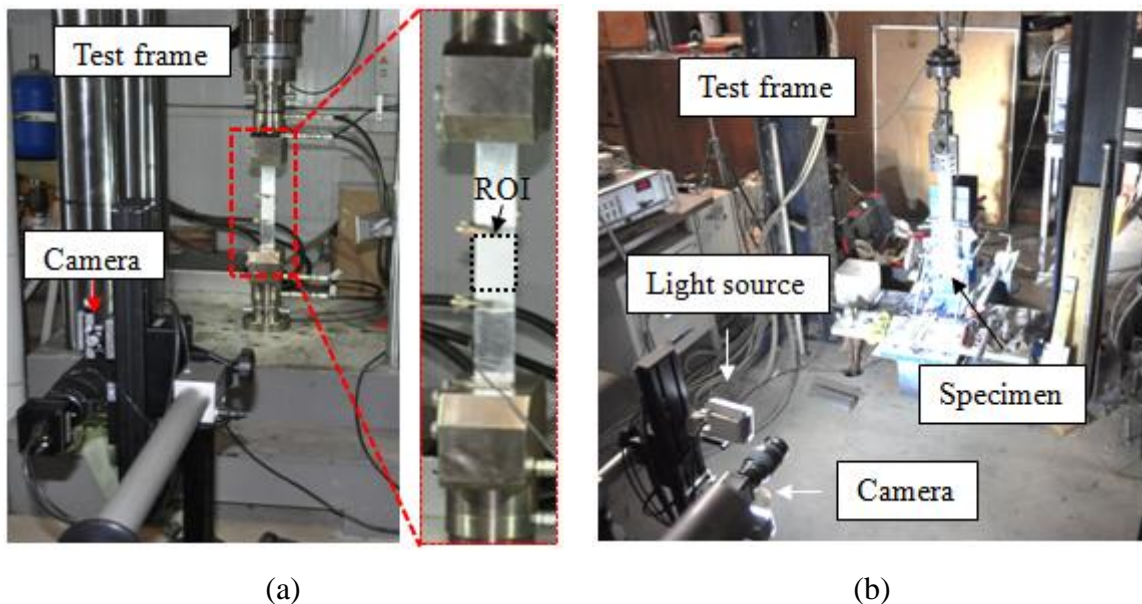 Test frame
Camera
ROI
(a)
Test frame
Light source
Specimen
Camera
(b)